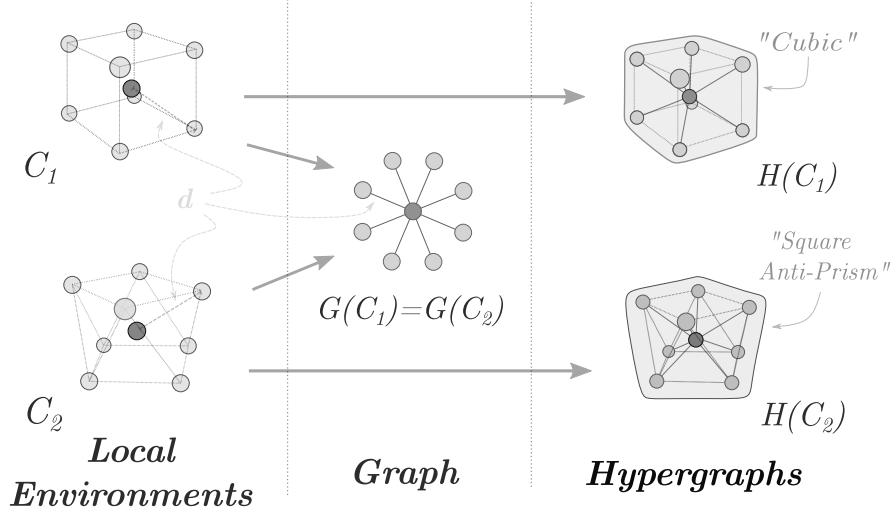 "Cubic"
C₁
H(C₁)
d
"Square
Anti-Prism"
G(C₁)=G(C₂)
C₂
H(C₂)
Local
Environments
Graph
Hypergraphs